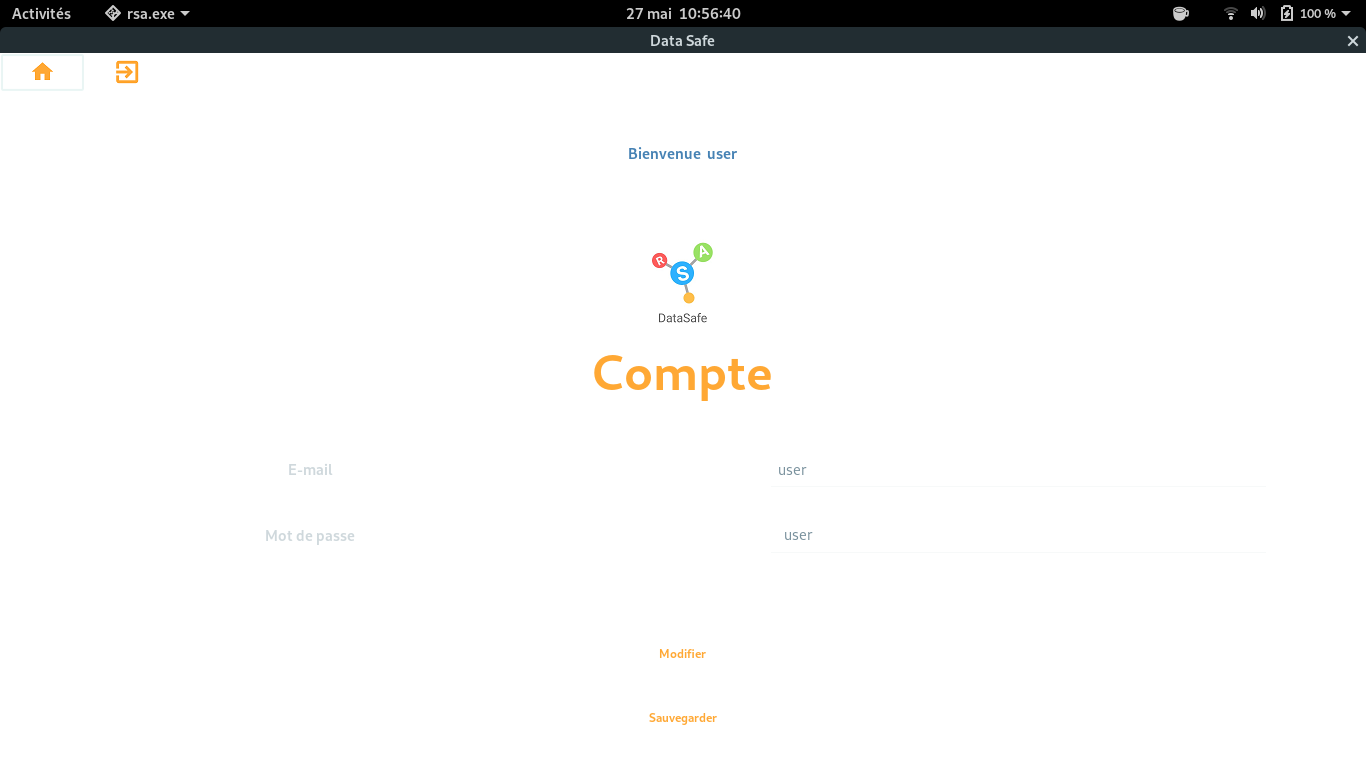 Activités rsa.exe 27 mai 10:56:40 100 %
Data Safe
Bienvenue user
R S A
DataSafe
Compte
E-mail user
Mot de passe user
Modifier
Sauvegarder